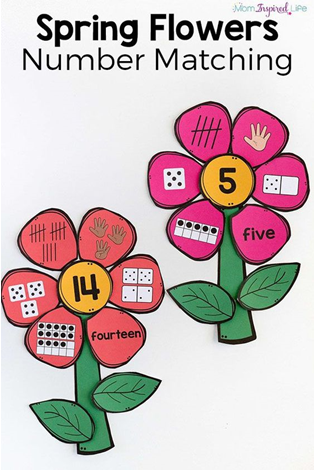 Mom Inspired Life
Spring Flowers
Number Matching
5
five
14
fourteen